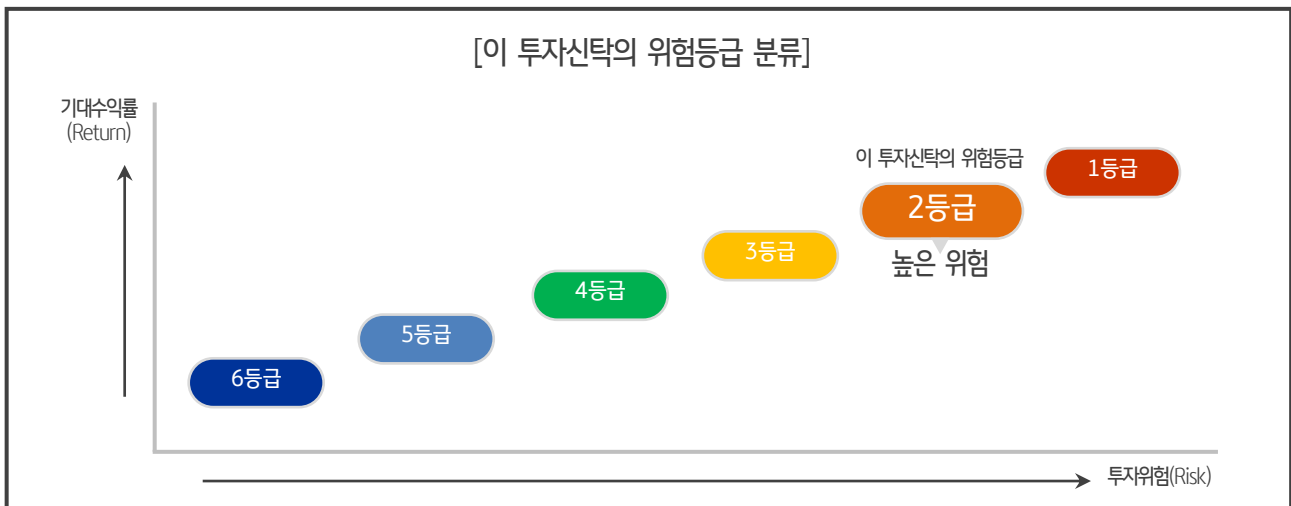 [이 투자신탁의 위험등급 분류]
기대수익률
(Return)
이 투자신탁의 위험등급
1등급
2등급
높은 위험
3등급
4등급
5등급
6등급
투자위험(Risk)